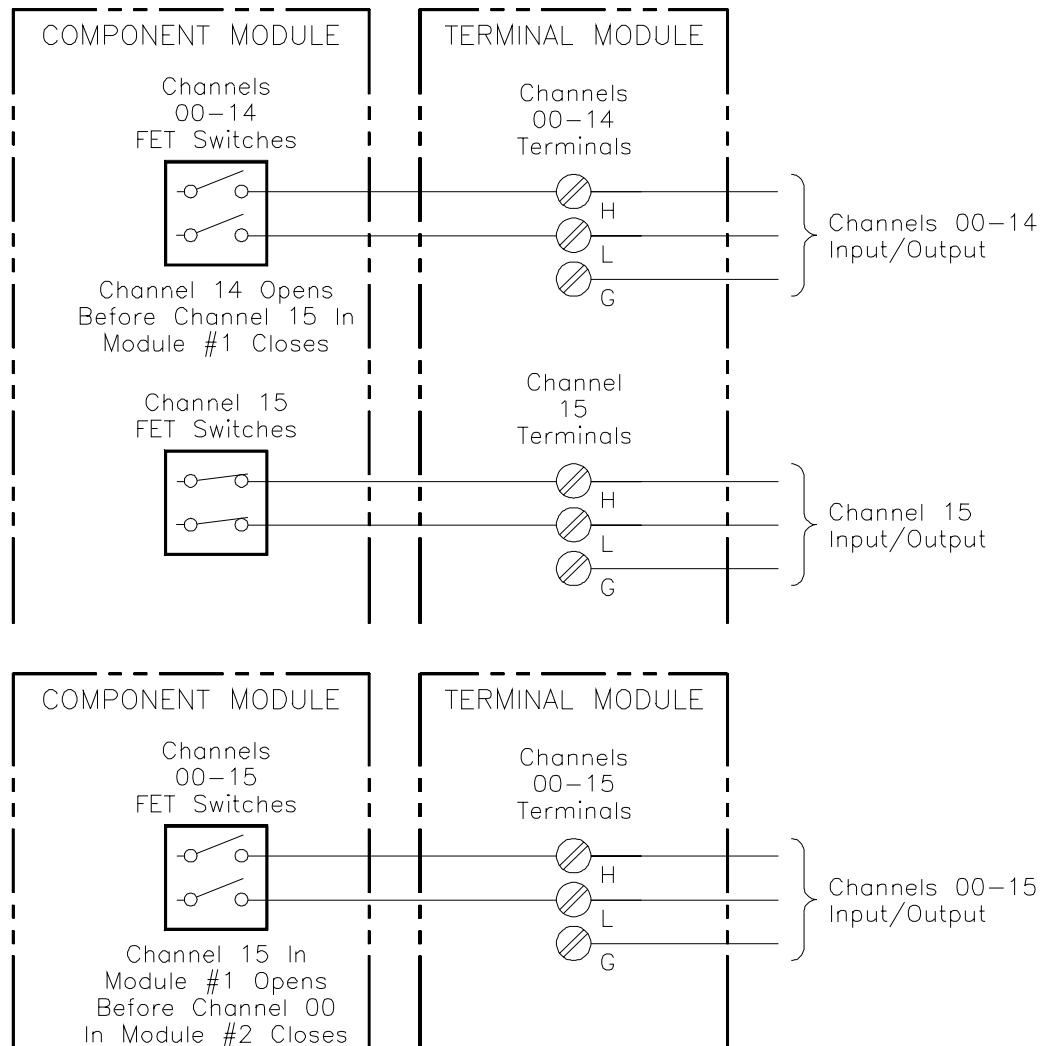 COMPONENT MODULE
TERMINAL MODULE
Channels
00-14
FET Switches
Channels
00-14
Terminals
H
L
G
Channels 00-14
Input/Output
Channel 14 Opens
Before Channel 15 In
Module #1 Closes
Channel 15
FET Switches
Channel
15
Terminals
H
L
G
Channel 15
Input/Output
COMPONENT MODULE
TERMINAL MODULE
Channels
00-15
FET Switches
Channels
00-15
Terminals
H
L
G
Channels 00-15
Input/Output
Channel 15 In
Module #1 Opens
Before Channel 00
In Module #2 Closes